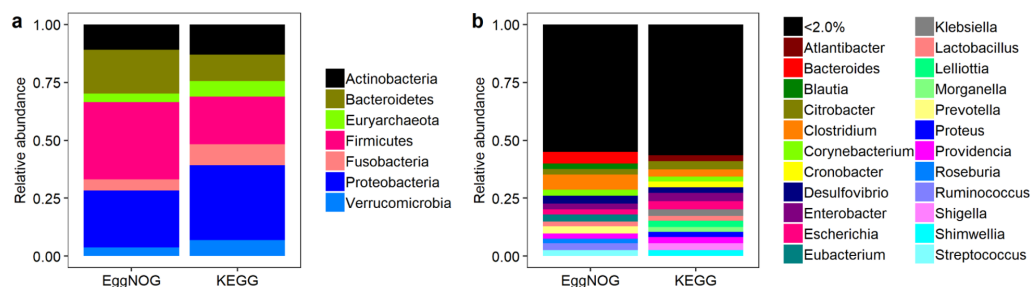 a
1.00
0.75
0.50
0.25
0.00
Relative abundance
EggNOG KEGG
Actinobacteria
Bacteroidetes
Euryarchaeota
Firmicutes
Fusobacteria
Proteobacteria
Verrucomicrobia
b
1.00
0.75
0.50
0.25
0.00
Relative abundance
EggNOG KEGG
<2.0%
Atlantibacter
Bacteroides
Blautia
Citrobacter
Clostridium
Corynebacterium
Cronobacter
Desulfovibrio
Enterobacter
Escherichia
Eubacterium
Klebsiella
Lactobacillus
Lelliottia
Morganella
Prevotella
Proteus
Providencia
Roseburia
Ruminococcus
Shigella
Shimwellia
Streptococcus